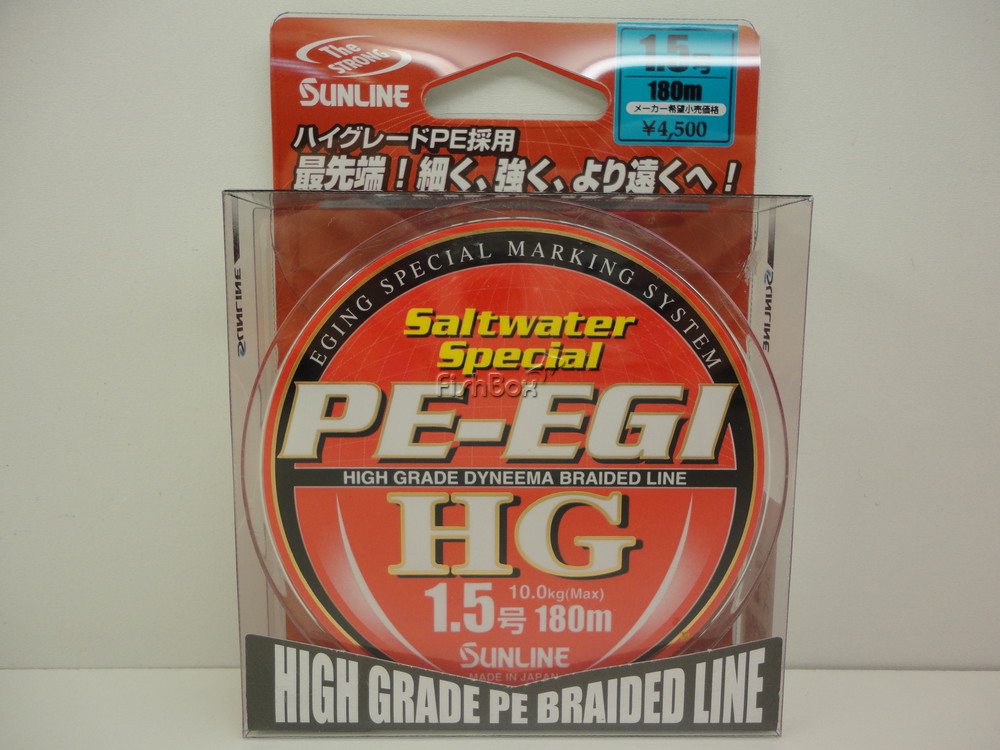 The
STRONG
SUNLINE
1.5号
180m
メーカー希望小売価格
¥4,500
ハイグレードPE採用
最先端！細く、強く、より遠くへ！
SUNLINE
SUNLINE
EGING SPECIAL MARKING SYSTEM
Saltwater
Special
FishBox
PE-EGI
HIGH GRADE DYNEEMA BRAIDED LINE
HG
10.0kg(Max)
1.5号 180m
SUNLINE
MADE IN JAPAN
HIGH GRADE PE BRAIDED LINE